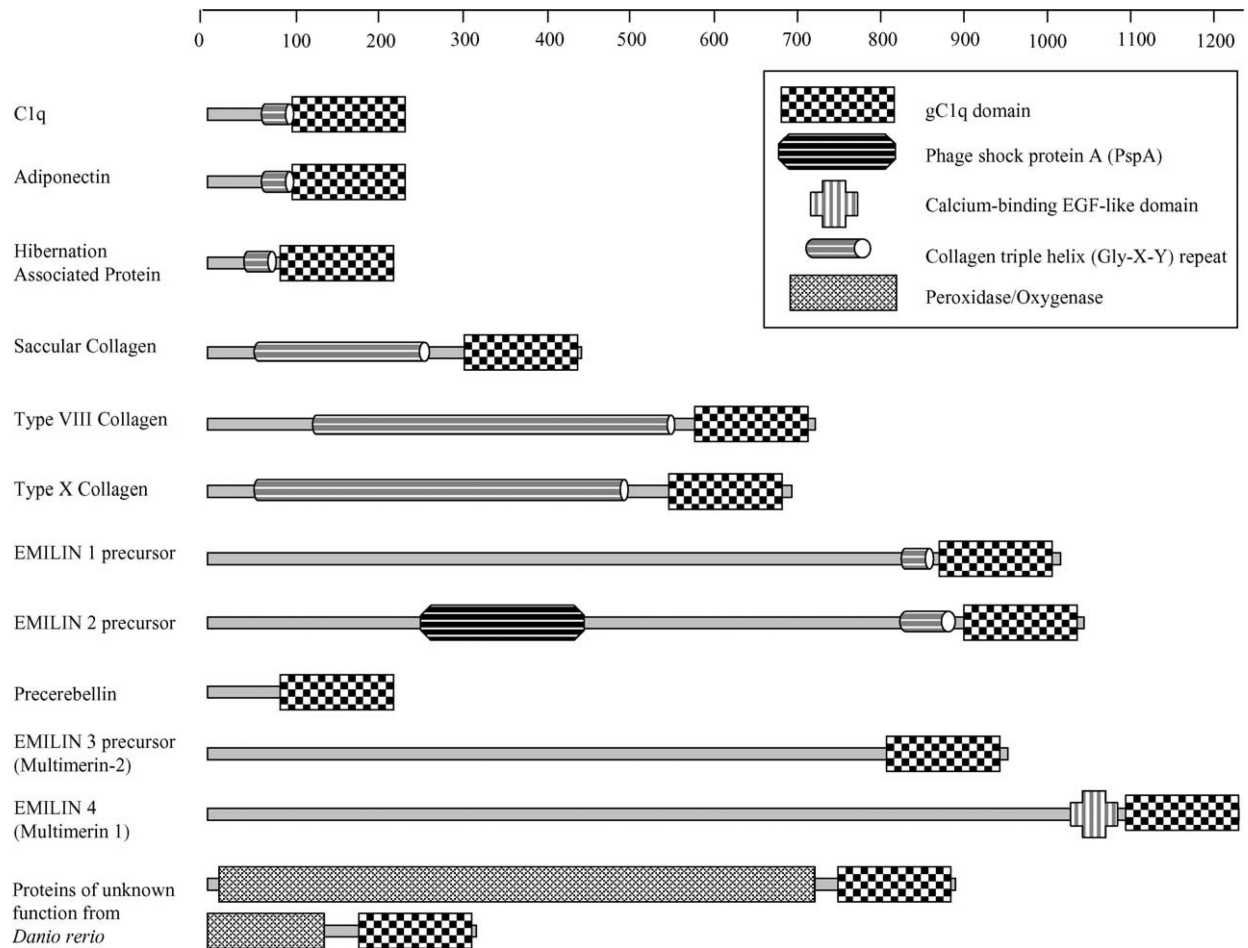 0 100 200 300 400 500 600 700 800 900 1000 1100 1200
C1q
Adiponectin
Hibernation
Associated Protein
Saccular Collagen
Type VIII Collagen
Type X Collagen
EMILIN 1 precursor
EMILIN 2 precursor
Precerebellin
EMILIN 3 precursor
(Multimerin-2)
EMILIN 4
(Multimerin 1)
Proteins of unknown
function from
Danio rerio
gC1q domain
Phage shock protein A (PspA)
Calcium-binding EGF-like domain
Collagen triple helix (Gly-X-Y) repeat
Peroxidase/Oxygenase